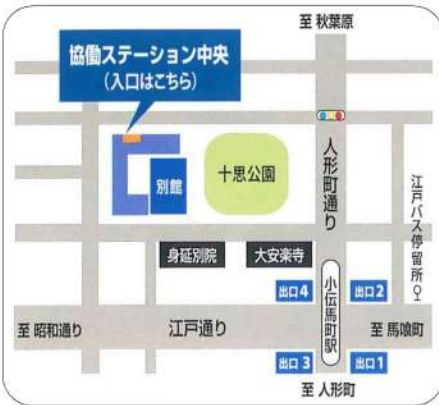 至 秋葉原
協働ステーション中央
(入口はこちら)
人形町通り
江戸バス停留所
別館
十思公園
身延別院
大安楽寺
小伝馬町駅
出口4
出口2
至 昭和通り
江戸通り
至 馬喰町
出口3
出口1
至 人形町